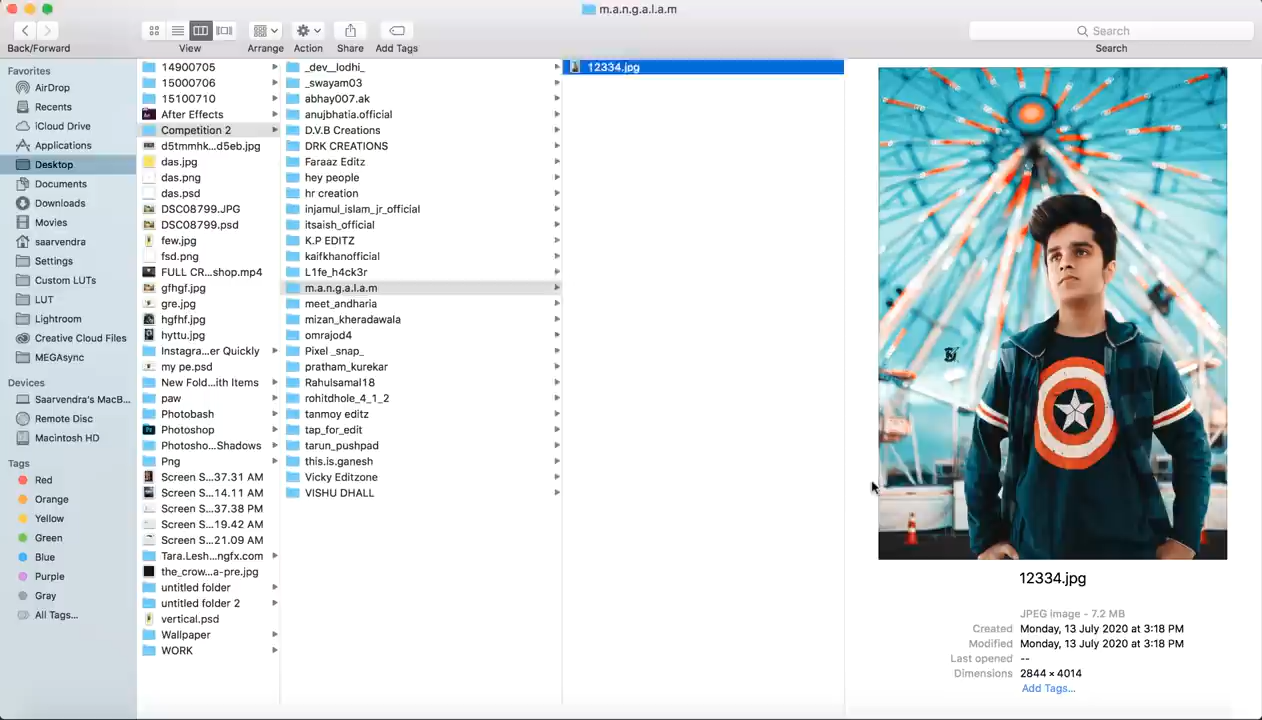 m.a.n.g.a.l.a.m
Back/Forward
View
Arrange
Action
Share
Add Tags
Search
Search
Favorites
AirDrop
Recents
iCloud Drive
Applications
Desktop
Documents
Downloads
Movies
saarvendra
Settings
Custom LUTs
LUT
Lightroom
Creative Cloud Files
MEGAsync
Devices
Saarvendra's MacB...
Remote Disc
Macintosh HD
Tags
Red
Orange
Yellow
Green
Blue
Purple
Gray
All Tags...
14900705
15000706
15100710
After Effects
Competition 2
d5tmmhk...d5eb.jpg
das.jpg
das.png
das.psd
DSC08799.JPG
DSC08799.psd
few.jpg
fsd.png
FULL CR...shop.mp4
gfhgf.jpg
gre.jpg
hgfhf.jpg
hyttu.jpg
Instagra...er Quickly
my pe.psd
New Fold...ith Items
paw
Photobash
Photoshop
Photosho...Shadows
Png
Screen S...37.31 AM
Screen S...14.11 AM
Screen S...37.38 PM
Screen S...19.42 AM
Screen S...21.09 AM
Tara.Lesh...ngfx.com
the_crow...a-pre.jpg
untitled folder
untitled folder 2
vertical.psd
Wallpaper
WORK
_dev__lodhi_
_swayam03
abhay007.ak
anujbhatia.official
D.V.B Creations
DRK CREATIONS
Faraaz Editz
hey people
hr creation
injamul_islam_jr_official
itsaish_official
K.P EDITZ
kaifkhanofficial
L1fe_h4ck3r
m.a.n.g.a.l.a.m
meet_andharia
mizan_kheradawala
omrajod4
Pixel _snap_
pratham_kurekar
Rahulsamal18
rohitdhole_4_1_2
tanmoy editz
tap_for_edit
tarun_pushpad
this.is.ganesh
Vicky Editzone
VISHU DHALL
12334.jpg
12334.jpg
JPEG image - 7.2 MB
Created Monday, 13 July 2020 at 3:18 PM
Modified Monday, 13 July 2020 at 3:18 PM
Last opened --
Dimensions 2844 × 4014
Add Tags...